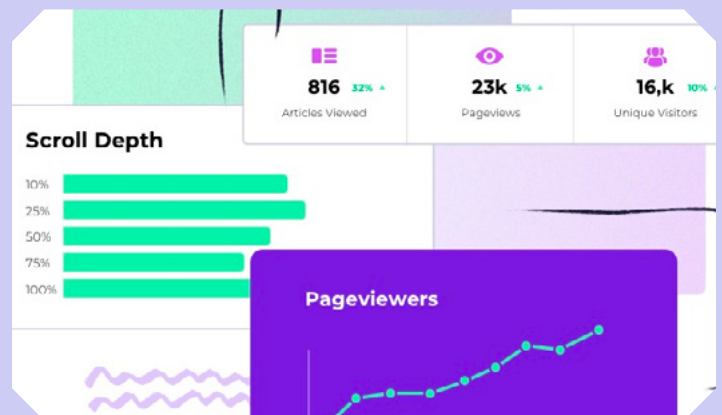 816 32%
Articles Viewed
23k 5%
Pageviews
16,k 10%
Unique Visitors
Scroll Depth
10%
25%
50%
75%
100%
Pageviewers